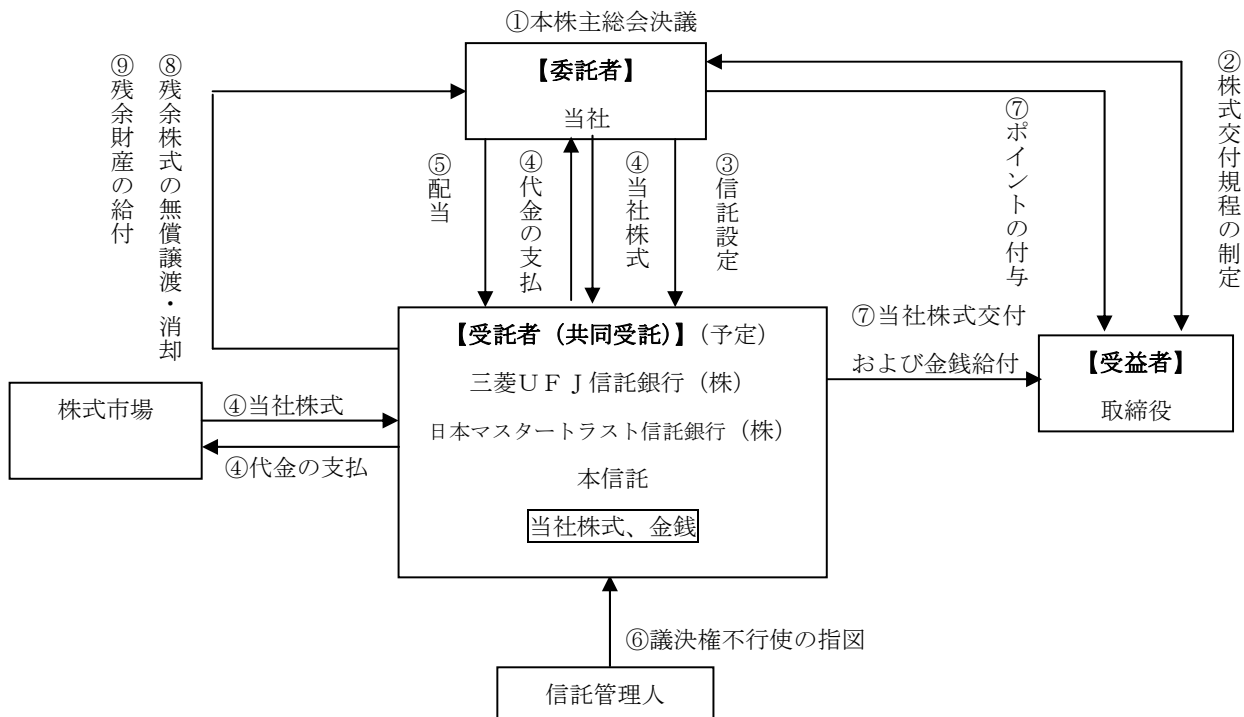 ①本株主総会決議
【委託者】
当社
⑨残余財産の給付
⑧残余株式の無償譲渡・消却
⑤配当
④代金の支払
④当社株式
③信託設定
⑦ポイントの付与
②株式交付規程の制定
【受託者（共同受託）】（予定）
三菱ＵＦＪ信託銀行（株）
日本マスタートラスト信託銀行（株）
本信託
当社株式、金銭
⑦当社株式交付
および金銭給付
【受益者】
取締役
株式市場
④当社株式
④代金の支払
⑥議決権不行使の指図
信託管理人